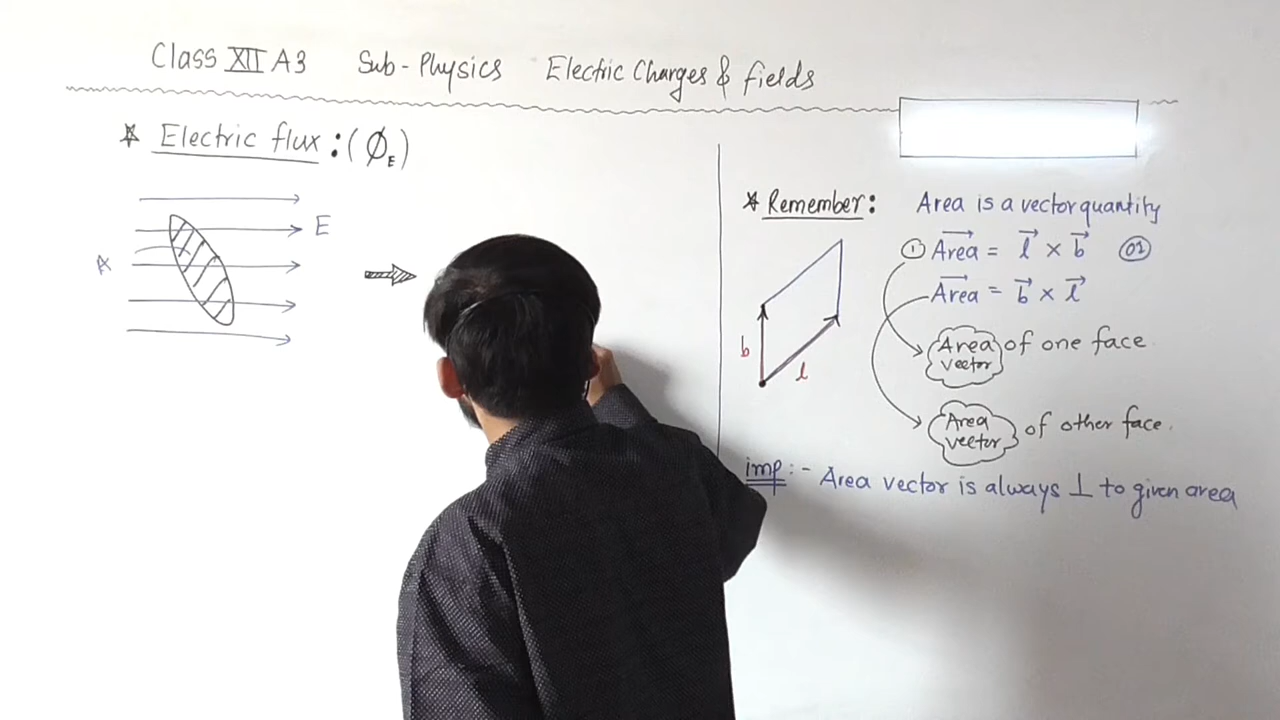 Class XII A3 Sub-Physics Electric Charges & fields
* Electric flux : (ΦE)
E
A
* Remember: Area is a vector quantity
① Area = l × b 01
Area = b × l
b
l
Area vector of one face
Area vector of other face.
imp :- Area vector is always ⊥ to given area